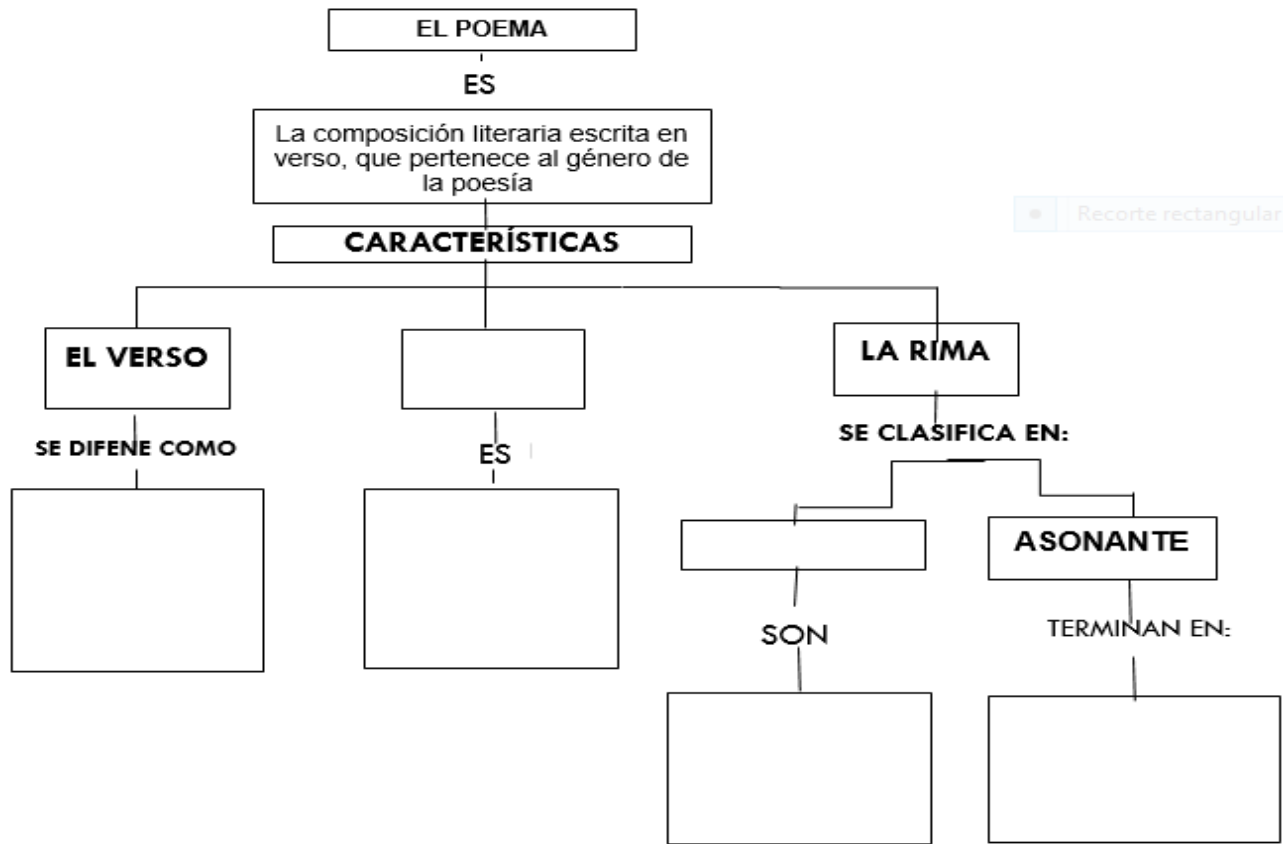 EL POEMA
ES
La composición literaria escrita en
verso, que pertenece al género de
la poesía
CARACTERÍSTICAS
EL VERSO
LA RIMA
SE DIFENE COMO
ES
SE CLASIFICA EN:
ASONANTE
SON
TERMINAN EN:
Recorte rectangular